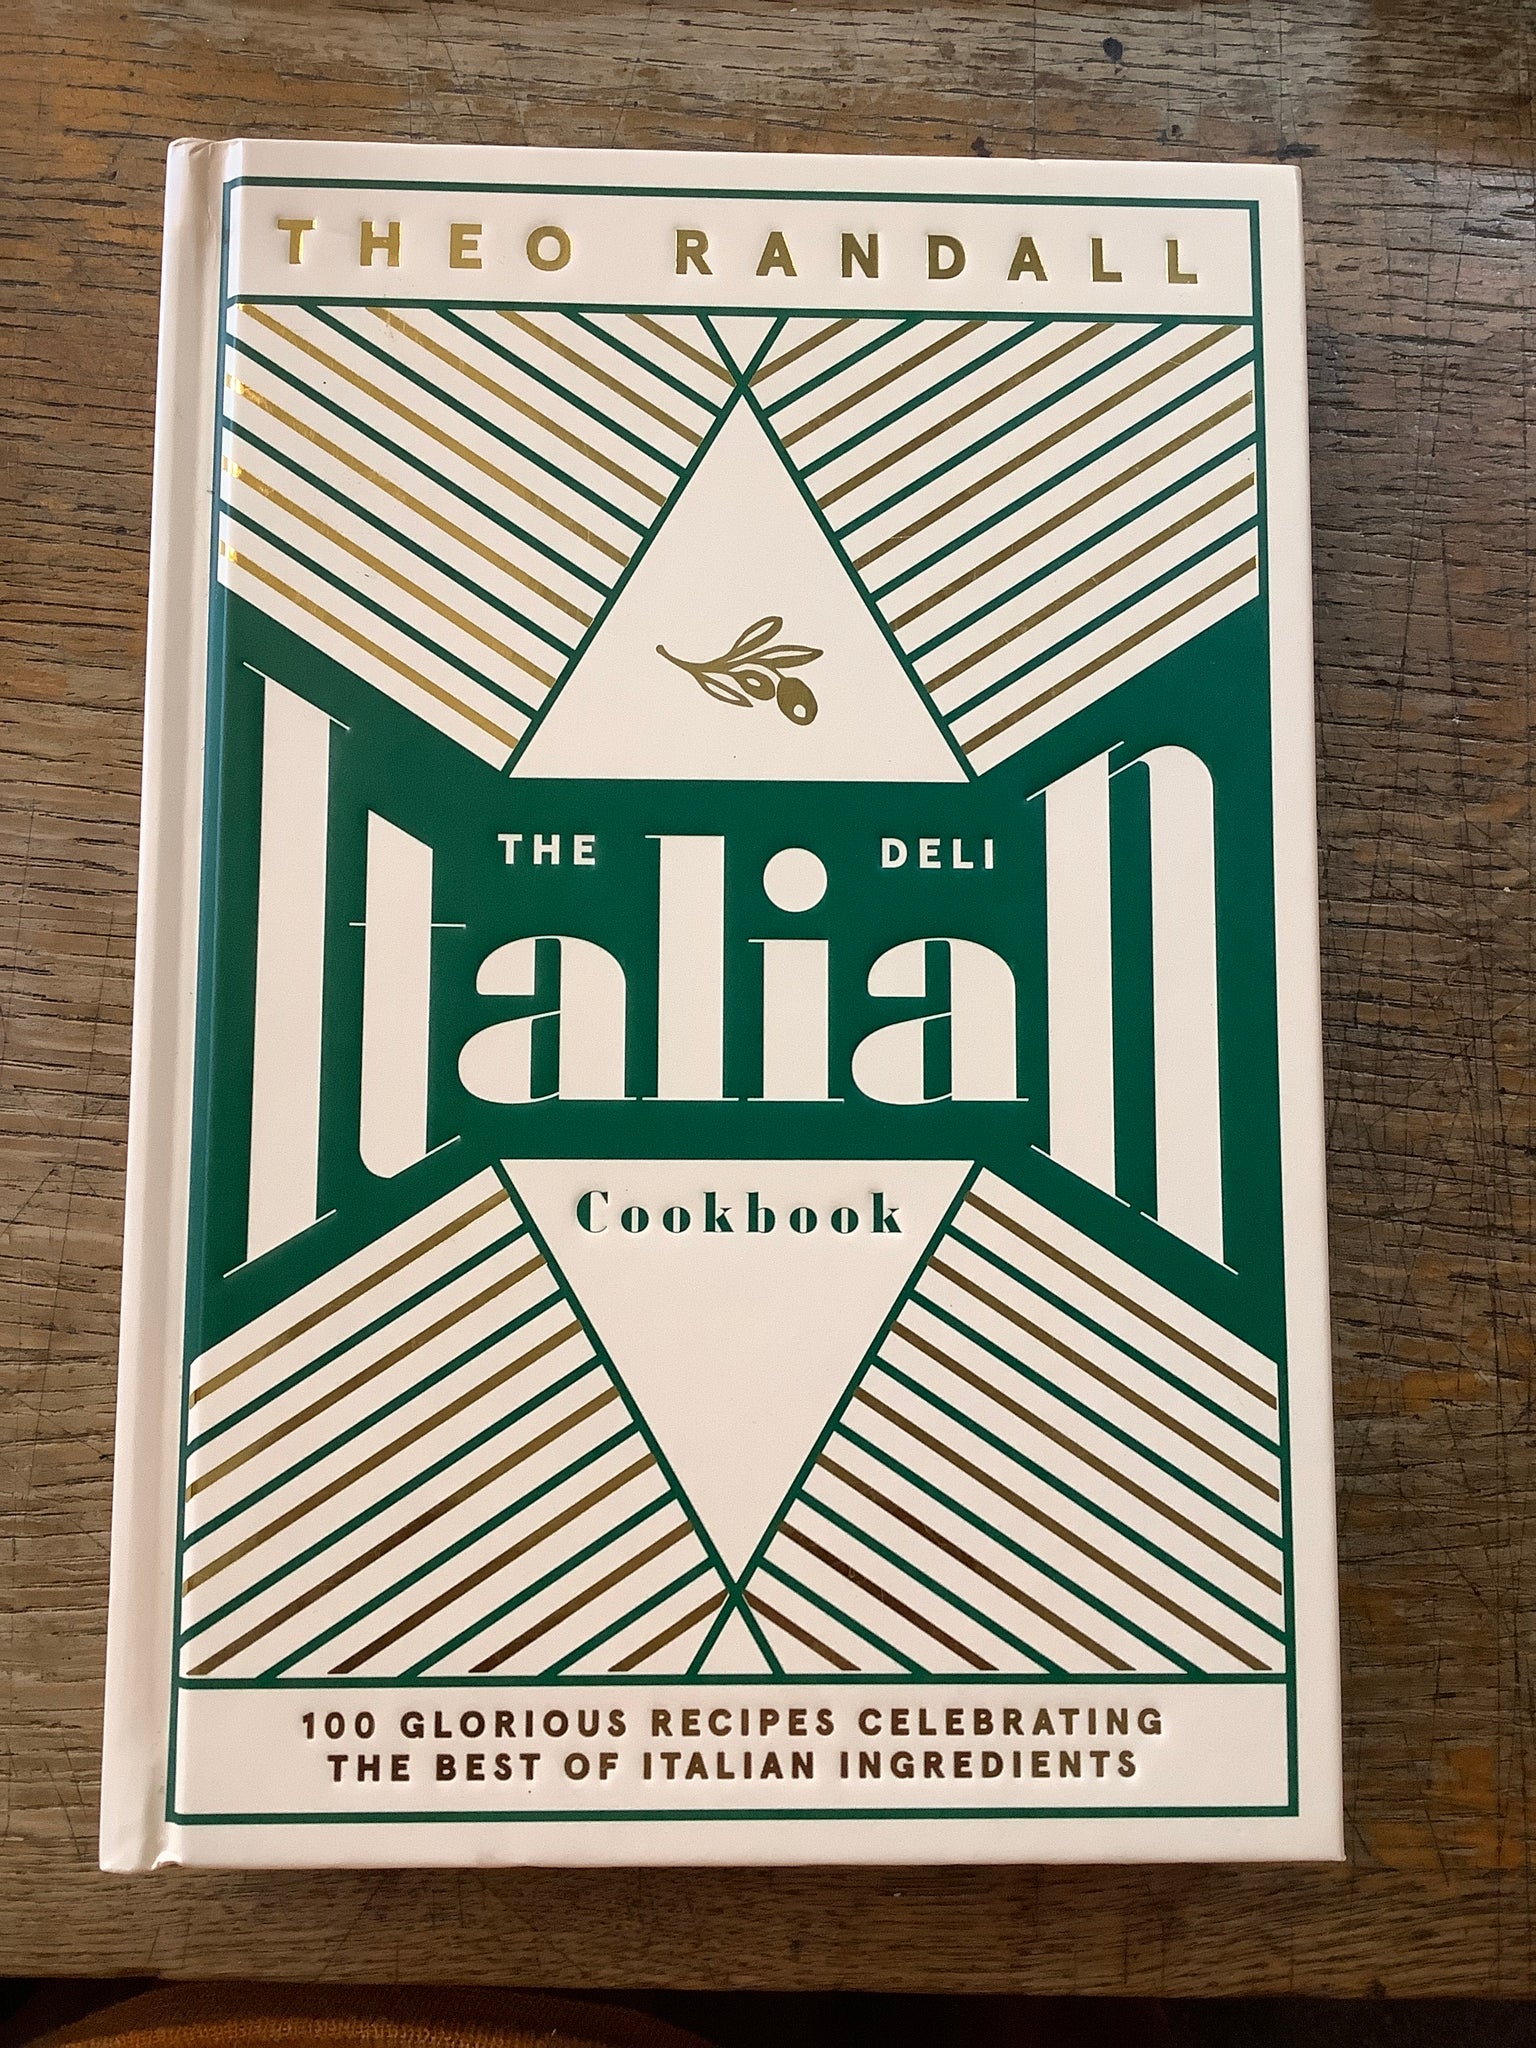 THEO RANDALL
THE DELI
Italian
Cookbook
100 GLORIOUS RECIPES CELEBRATING
THE BEST OF ITALIAN INGREDIENTS